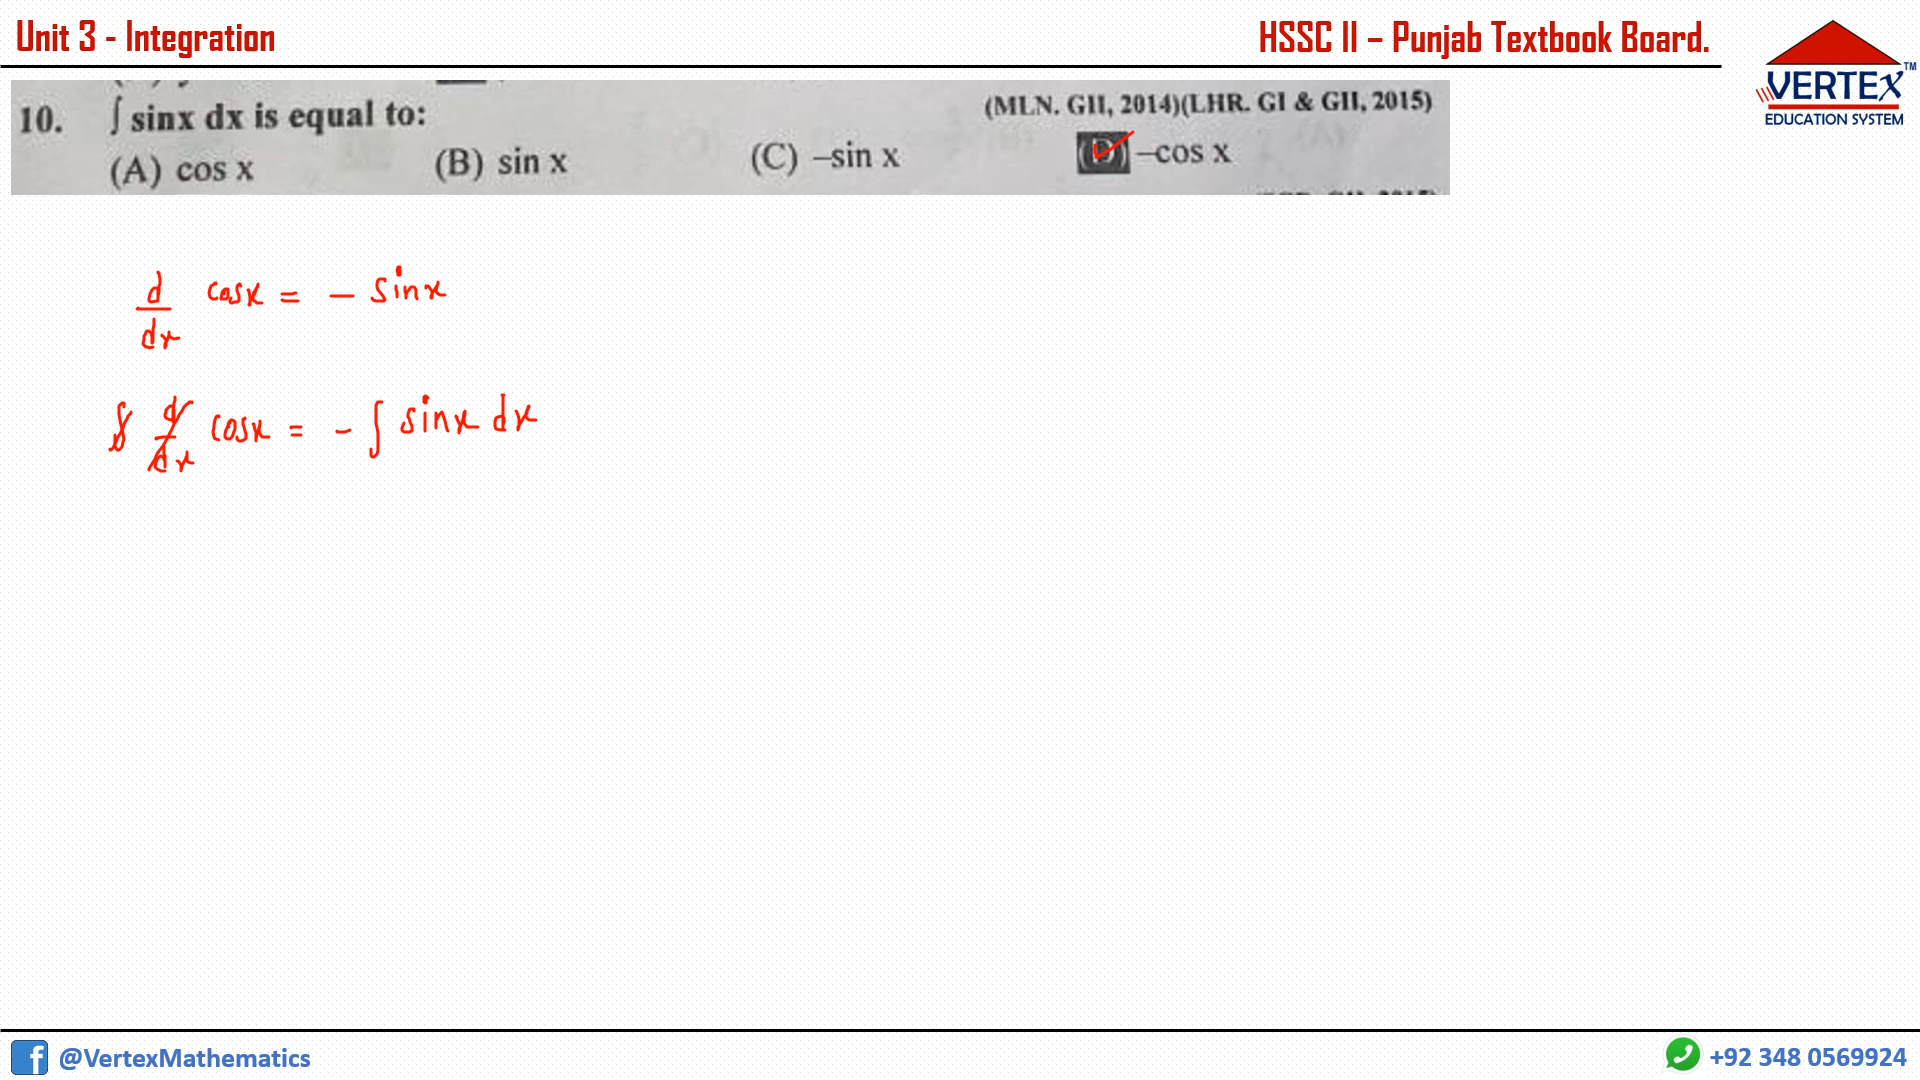 Unit 3 - Integration
HSSC II – Punjab Textbook Board.
VERTEX TM
EDUCATION SYSTEM
10. ∫ sinx dx is equal to: (MLN. GII, 2014)(LHR. GI & GII, 2015)
(A) cos x (B) sin x (C) –sin x (D) –cos x
d/dx cosx = - sinx
∫ d/dx cosx = - ∫ sinx dx
@VertexMathematics
+92 348 0569924